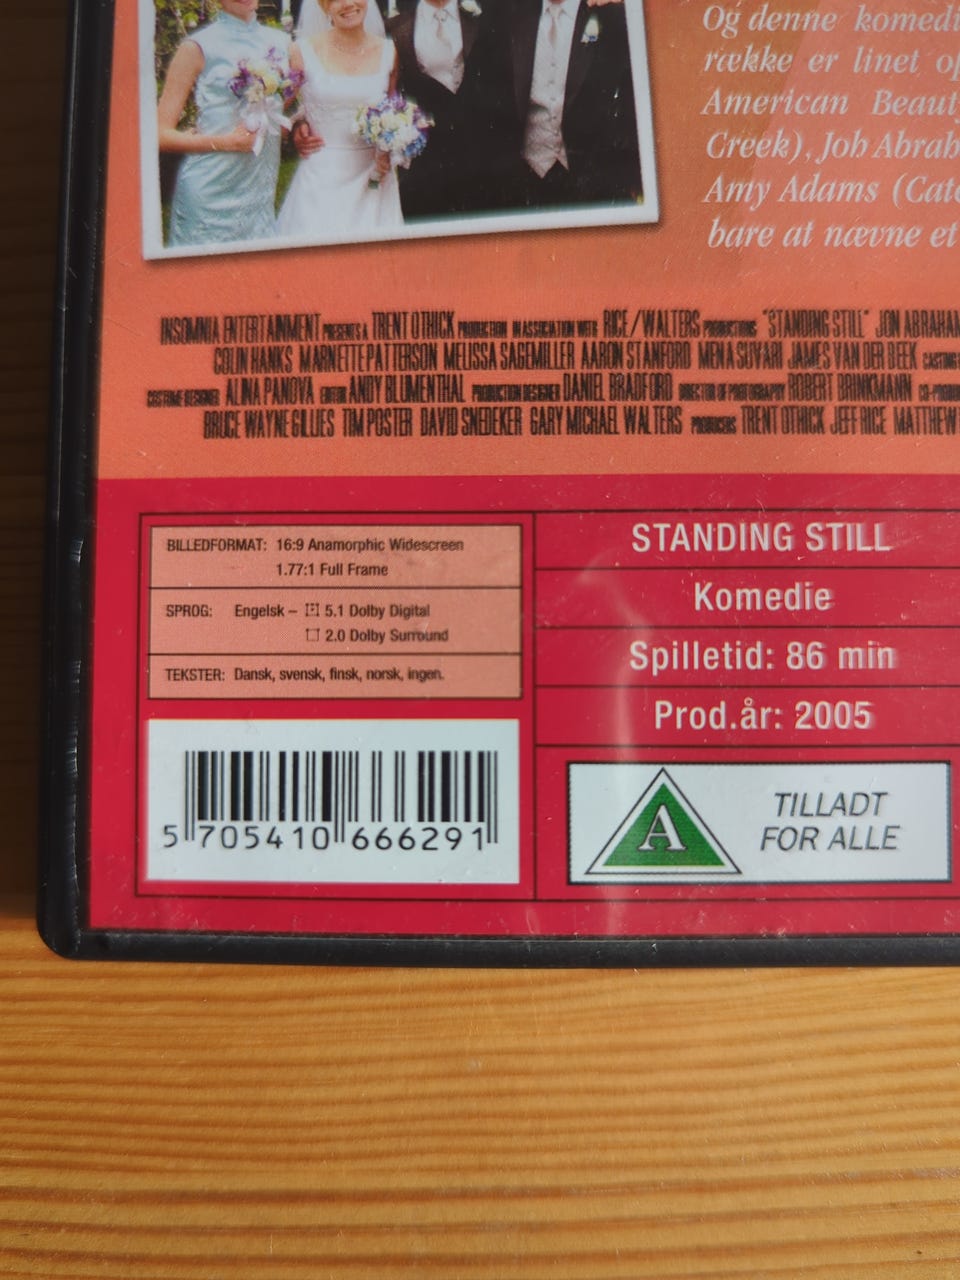 Og denne komedi
række er linet op
American Beauty
Creek), Joh Abrah
Amy Adams (Catc
bare at nævne et
INSOMNIA ENTERTAINMENT PRESENTS A TRENT OTHICK PRODUCTION IN ASSOCIATION WITH RICE/WALTERS PRODUCTIONS "STANDING STILL" JON ABRAHAM
COLIN HANKS MARNETTE PATTERSON MELISSA SAGEMILLER AARON STANFORD MENA SUVARI JAMES VAN DER BEEK CASTING
COSTUME DESIGNER ALINA PANOVA EDITOR ANDY BLUMENTHAL PRODUCTION DESIGNER DANIEL BRADFORD DIRECTOR OF PHOTOGRAPHY ROBERT BRINKMANN CO-PRODU
BRUCE WAYNE GILLIES TIM POSTER DAVID SNEDEKER GARY MICHAEL WALTERS PRODUCERS TRENT OTHICK JEFF RICE MATTHEW
BILLEDFORMAT: 16:9 Anamorphic Widescreen
1.77:1 Full Frame
SPROG: Engelsk – 5.1 Dolby Digital
2.0 Dolby Surround
TEKSTER: Dansk, svensk, finsk, norsk, ingen.
STANDING STILL
Komedie
Spilletid: 86 min
Prod.år: 2005
5 705410 666291
A
TILLADT
FOR ALLE